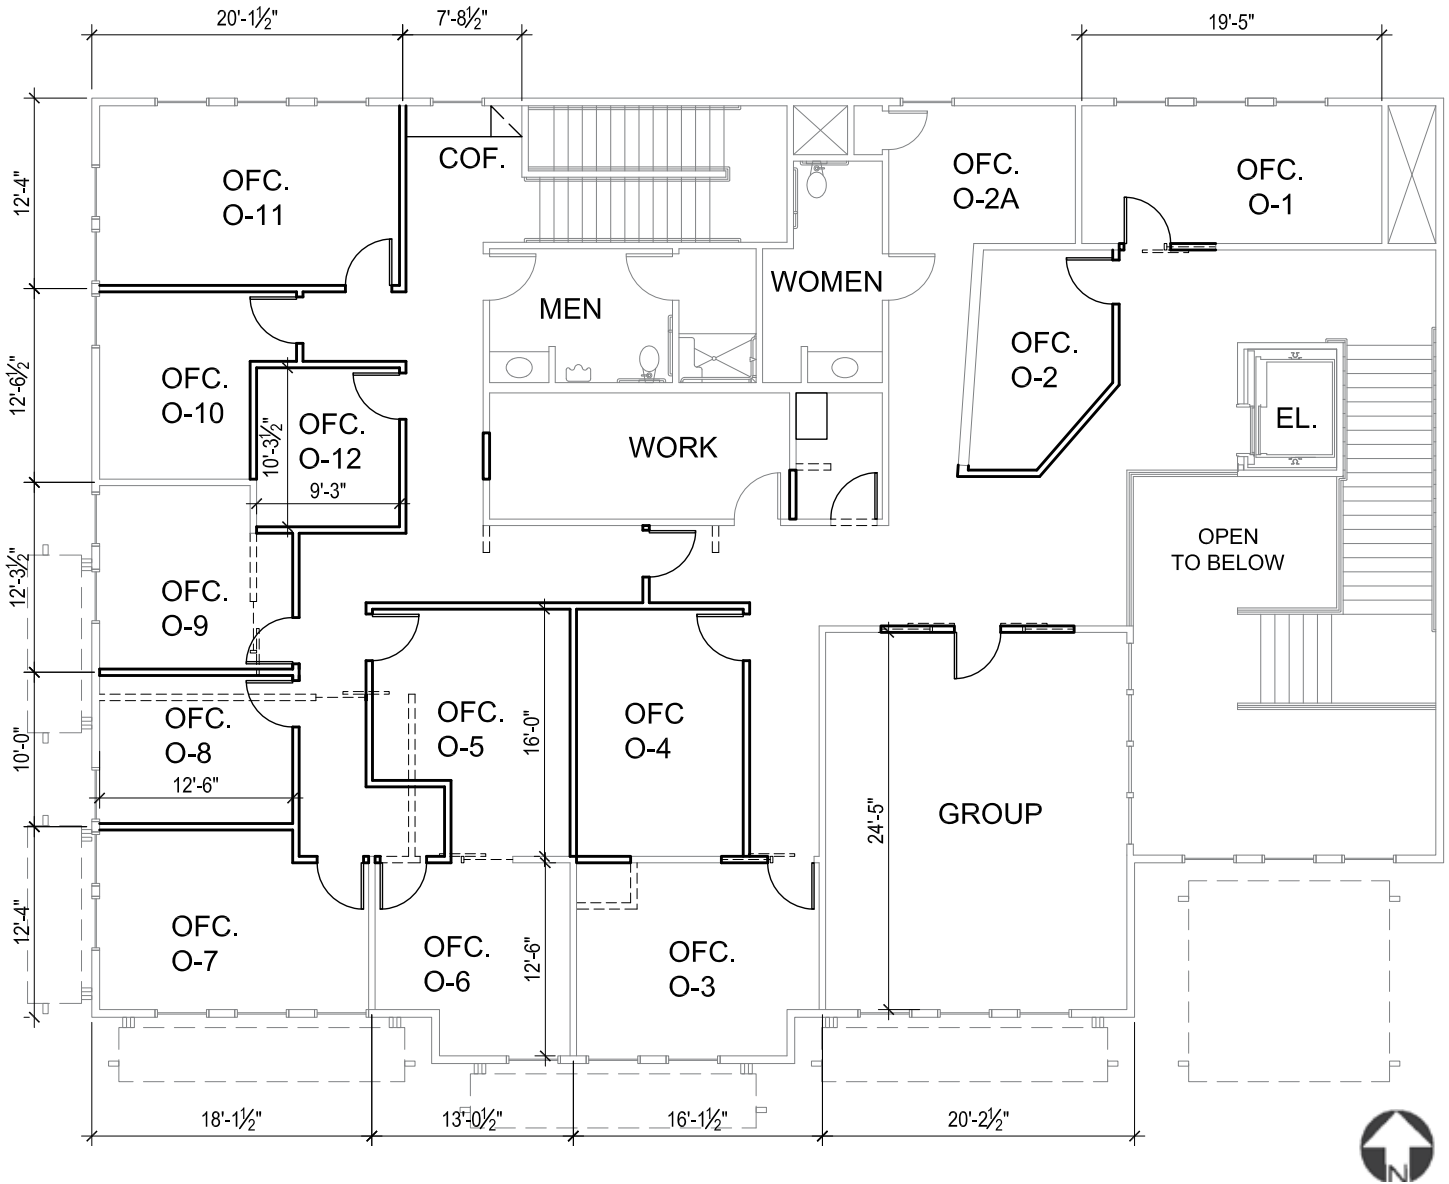 20'-1½"
7'-8½"
19'-5"
COF.
OFC.
O-11
OFC.
O-2A
OFC.
O-1
12'-4"
MEN
WOMEN
OFC.
O-2
12'-6½"
OFC.
O-10
OFC.
O-12
10'-3½"
9'-3"
WORK
EL.
OPEN
TO BELOW
12'-3½"
OFC.
O-9
OFC.
O-8
12'-6"
10'-0"
OFC.
O-5
16'-0"
OFC
O-4
GROUP
24'-5"
12'-4"
OFC.
O-7
OFC.
O-6
12'-6"
OFC.
O-3
18'-1½"
13'-0½"
16'-1½"
20'-2½"
N